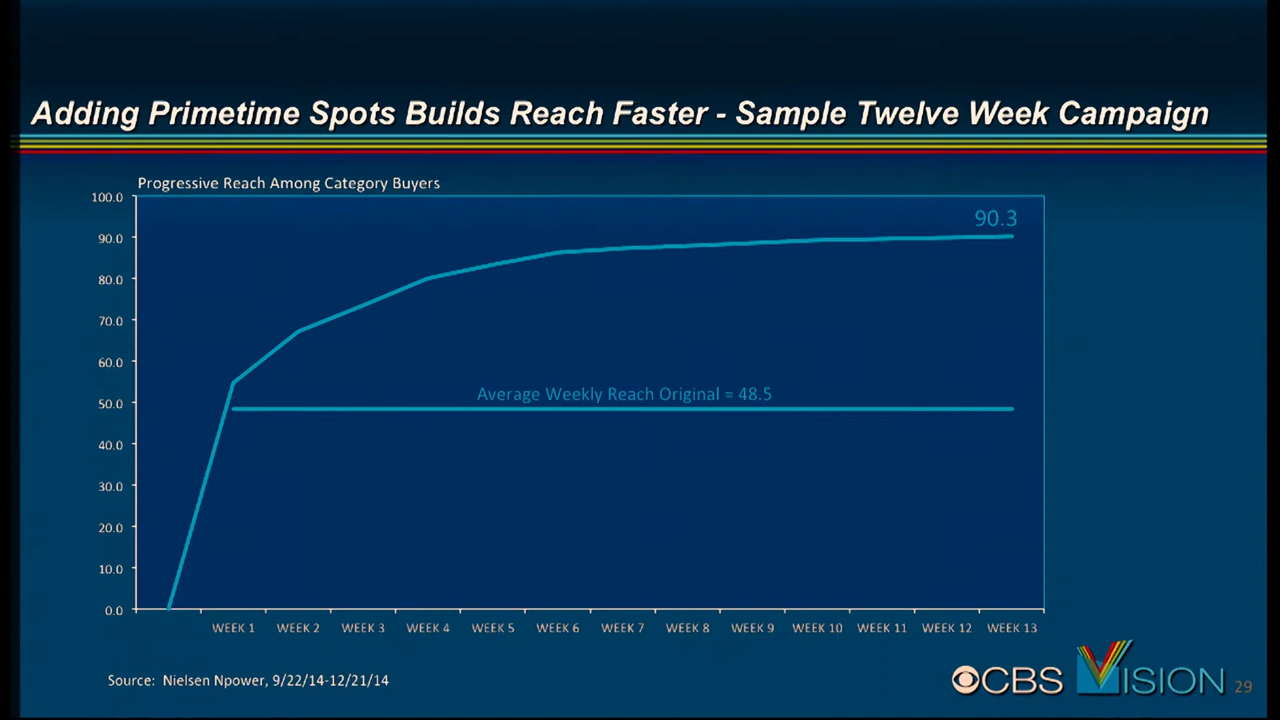 Adding Primetime Spots Builds Reach Faster - Sample Twelve Week Campaign
Progressive Reach Among Category Buyers
100.0
90.0
80.0
70.0
60.0
50.0
40.0
30.0
20.0
10.0
0.0
90.3
Average Weekly Reach Original = 48.5
WEEK 1 WEEK 2 WEEK 3 WEEK 4 WEEK 5 WEEK 6 WEEK 7 WEEK 8 WEEK 9 WEEK 10 WEEK 11 WEEK 12 WEEK 13
Source: Nielsen Npower, 9/22/14-12/21/14
CBS VISION 29